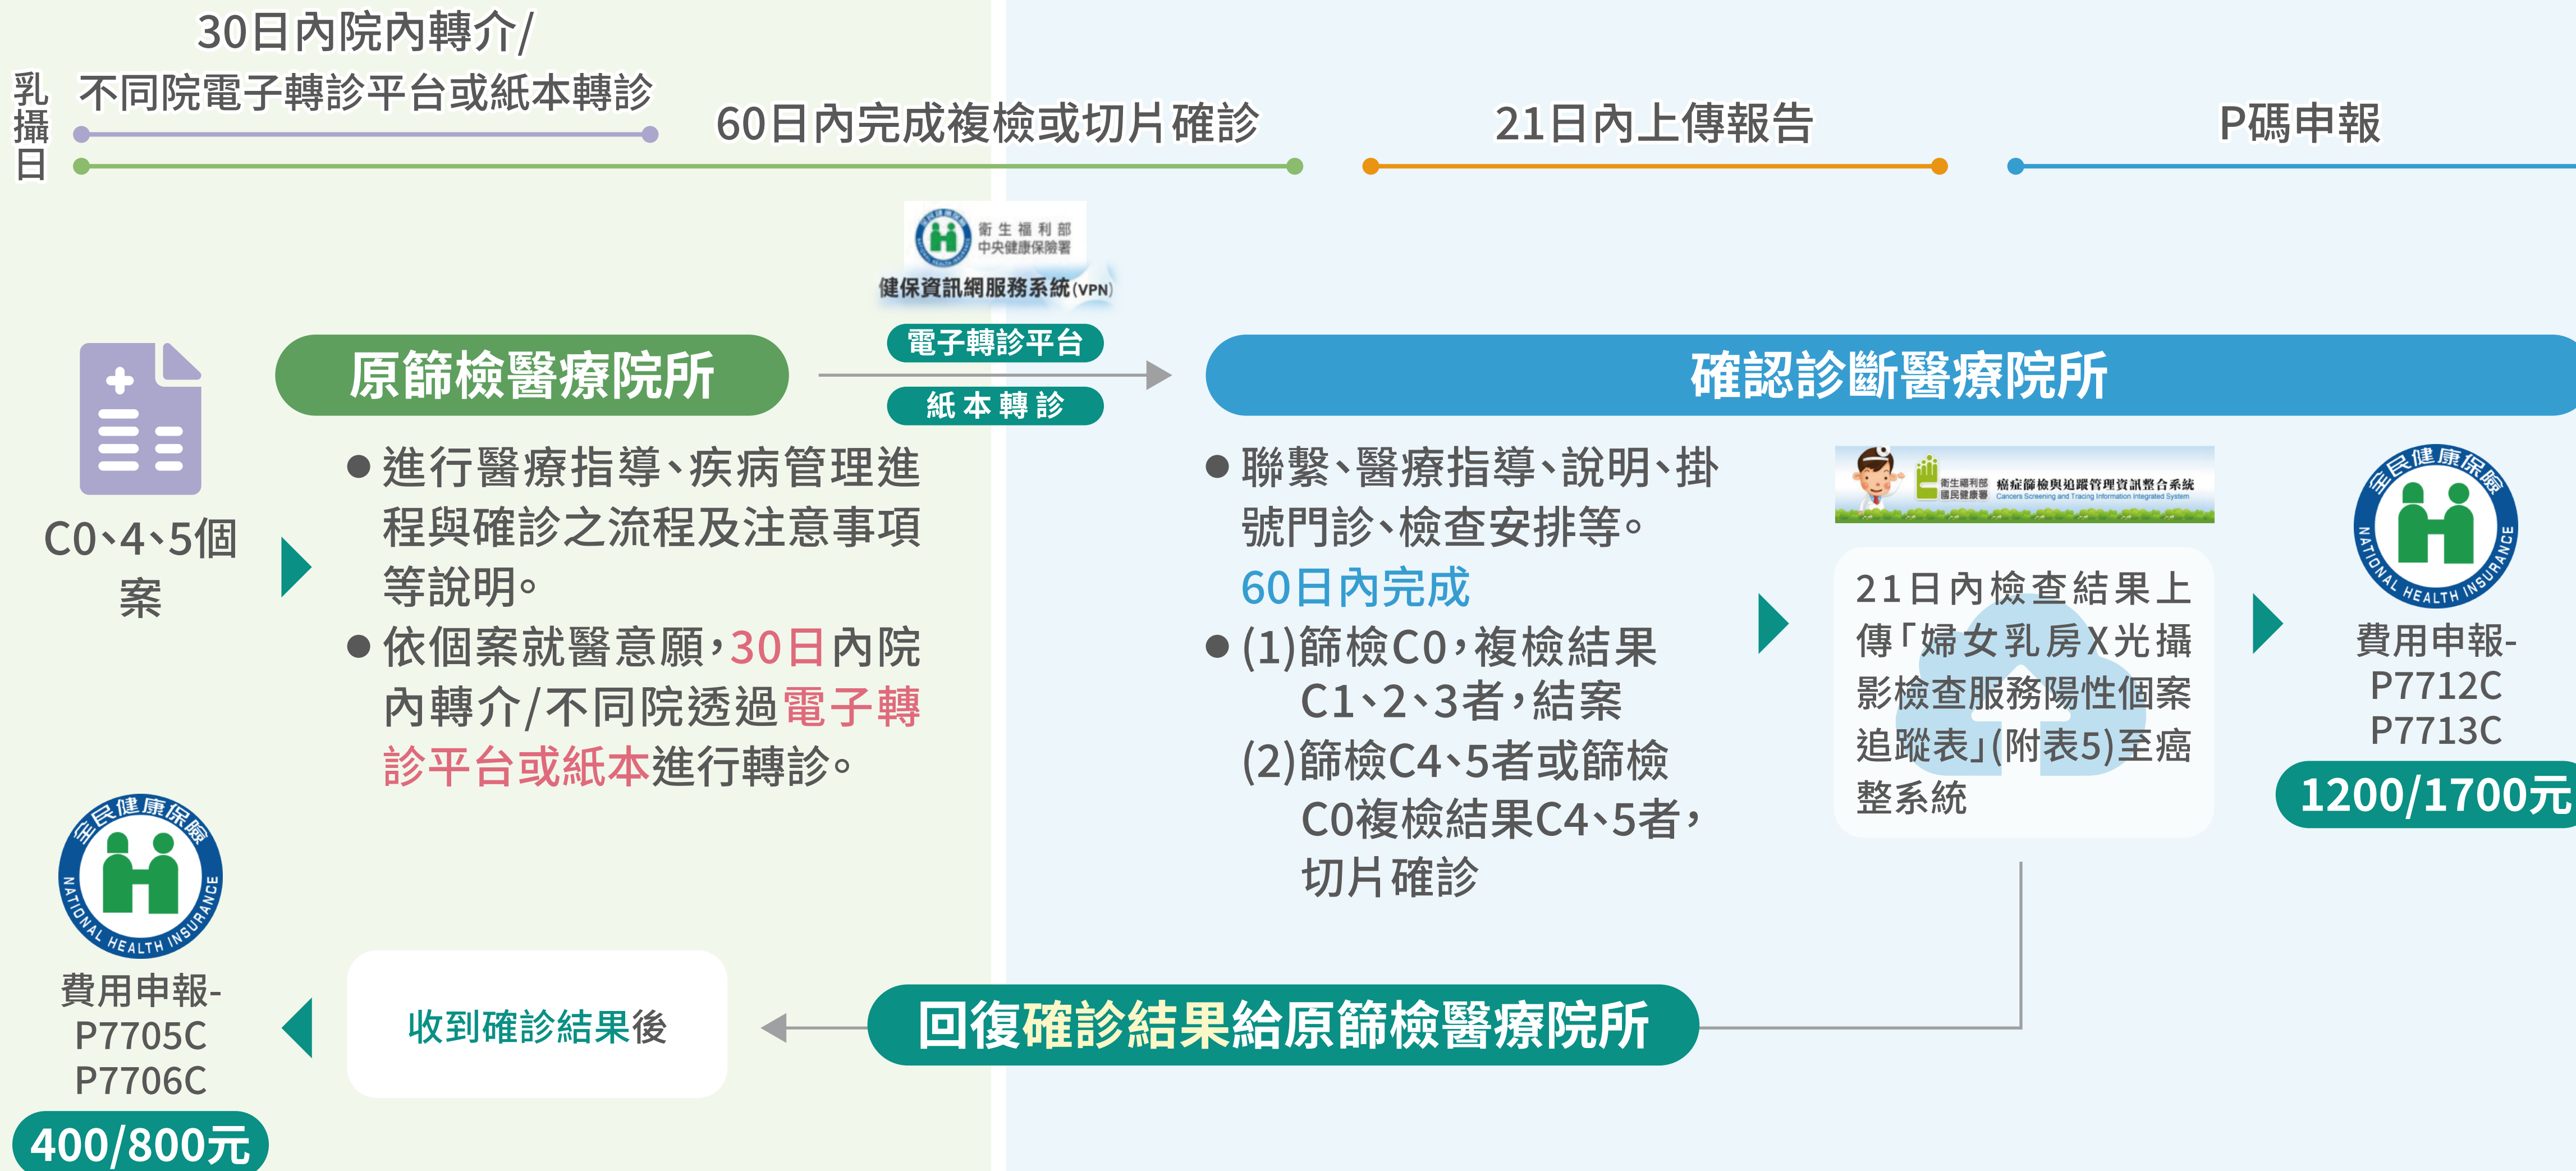 30日內院內轉介/
不同院電子轉診平台或紙本轉診
乳攝日
60日內完成複檢或切片確診
21日內上傳報告
P碼申報
衛生福利部
中央健康保險署
健保資訊網服務系統(VPN)
電子轉診平台
紙本轉診
原篩檢醫療院所
確認診斷醫療院所
C0、4、5個
案
●進行醫療指導、疾病管理進
程與確診之流程及注意事項
等說明。
●依個案就醫意願，30日內院
內轉介/不同院透過電子轉
診平台或紙本進行轉診。
●聯繫、醫療指導、說明、掛
號門診、檢查安排等。
60日內完成
●(1)篩檢C0，複檢結果
C1、2、3者，結案
(2)篩檢C4、5者或篩檢
C0複檢結果C4、5者，
切片確診
衛生福利部
國民健康署
癌症篩檢與追蹤管理資訊整合系統
Cancers Screening and Tracing Information Integrated System
21日內檢查結果上
傳「婦女乳房X光攝
影檢查服務陽性個案
追蹤表」(附表5)至癌
整系統
全民健康保險
NATIONAL HEALTH INSURANCE
費用申報-
P7712C
P7713C
1200/1700元
回復確診結果給原篩檢醫療院所
收到確診結果後
全民健康保險
NATIONAL HEALTH INSURANCE
費用申報-
P7705C
P7706C
400/800元